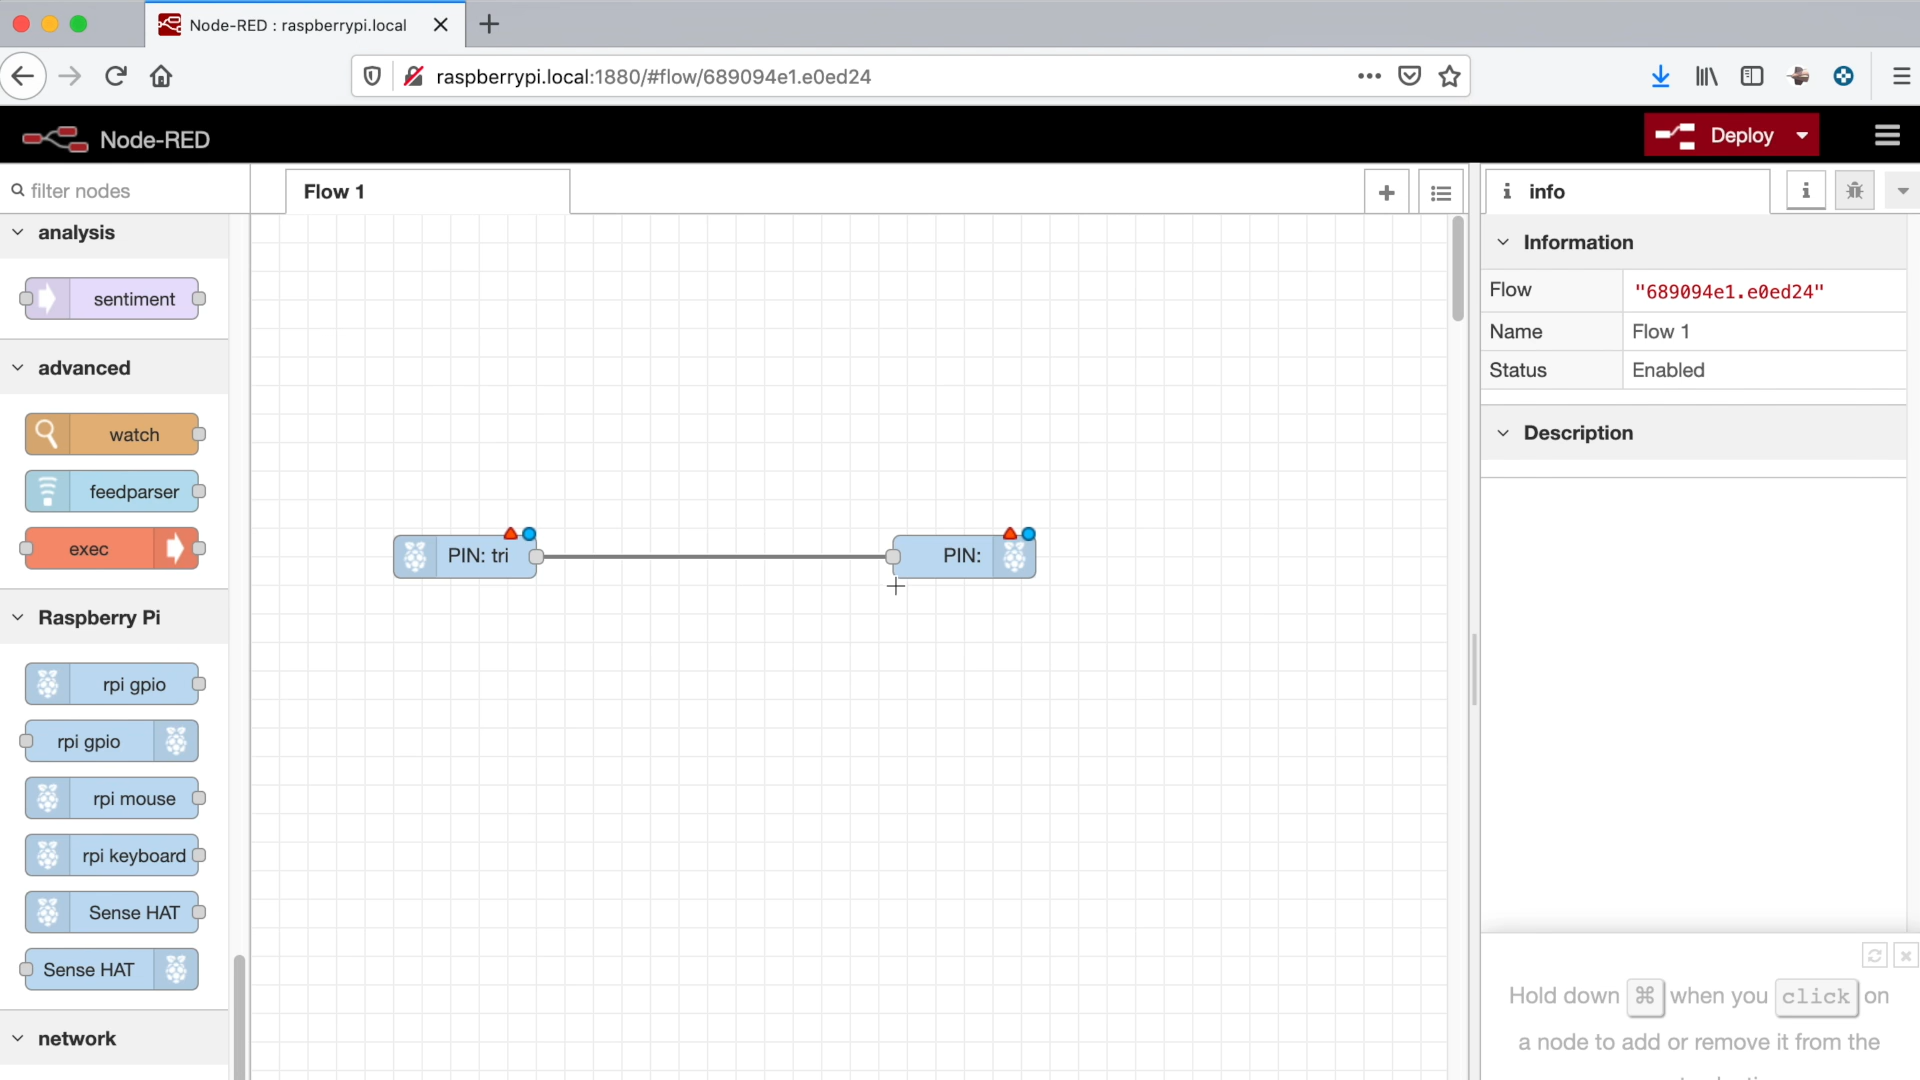 Node-RED : raspberrypi.local
raspberrypi.local:1880/#flow/689094e1.e0ed24
Node-RED
Deploy
filter nodes
Flow 1
info
analysis
sentiment
advanced
watch
feedparser
exec
Raspberry Pi
rpi gpio
rpi gpio
rpi mouse
rpi keyboard
Sense HAT
Sense HAT
network
PIN: tri
PIN:
Information
Flow "689094e1.e0ed24"
Name Flow 1
Status Enabled
Description
Hold down ⌘ when you click on
a node to add or remove it from the